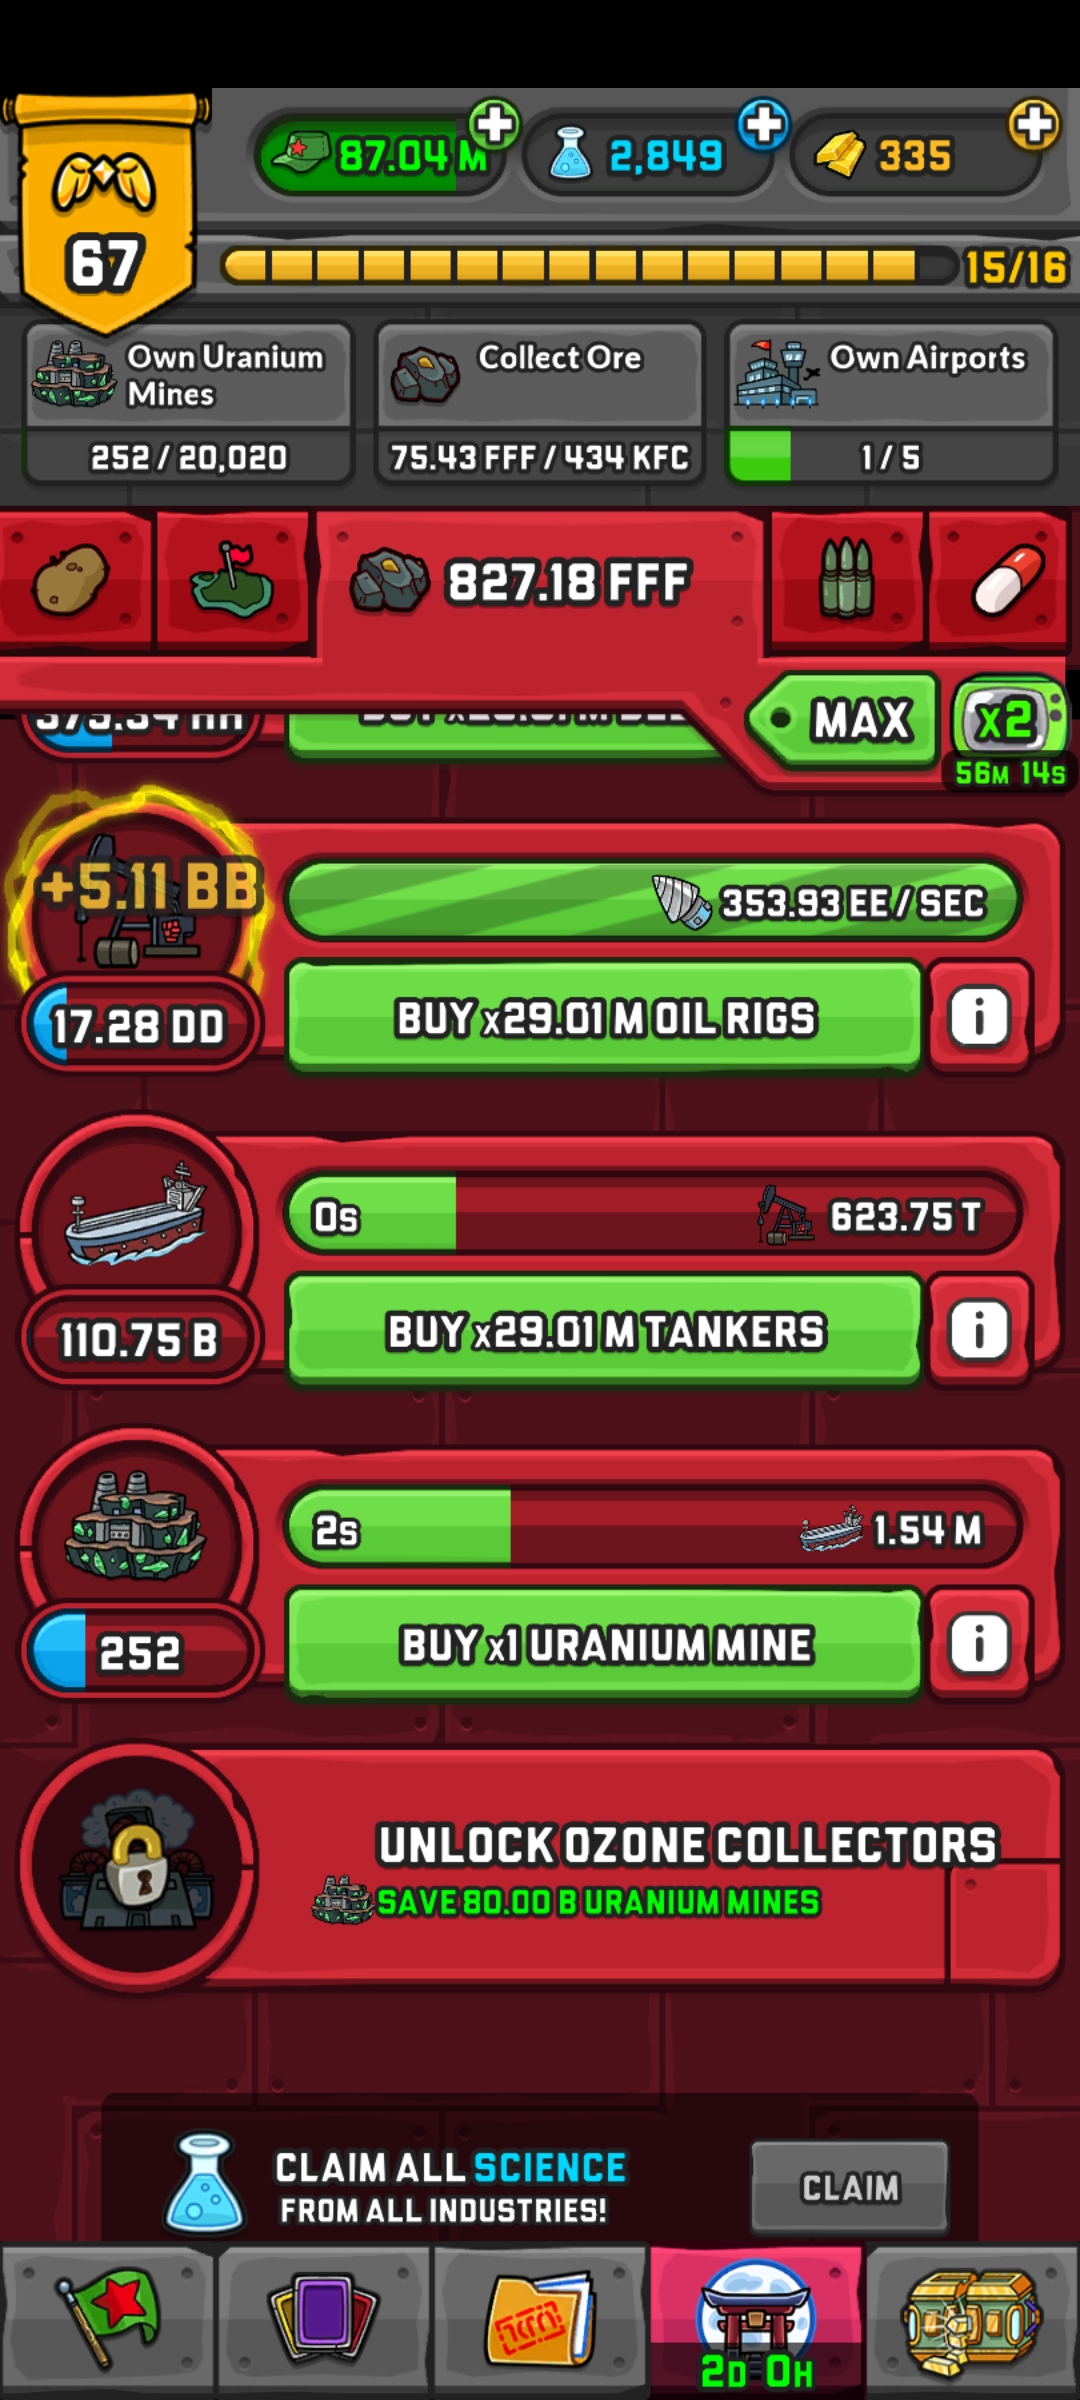 87.04 M
2,849
335
67
15/16
Own Uranium
Mines
252 / 20,020
Collect Ore
75.43 FFF / 434 KFC
Own Airports
1 / 5
827.18 FFF
MAX
x2
56M 14S
+5.11 BB
353.93 EE / SEC
17.28 DD
BUY x29.01 M OIL RIGS
i
0s
623.75 T
110.75 B
BUY x29.01 M TANKERS
i
2s
1.54 M
252
BUY x1 URANIUM MINE
i
UNLOCK OZONE COLLECTORS
SAVE 80.00 B URANIUM MINES
CLAIM ALL SCIENCE
FROM ALL INDUSTRIES!
CLAIM
2D 0H